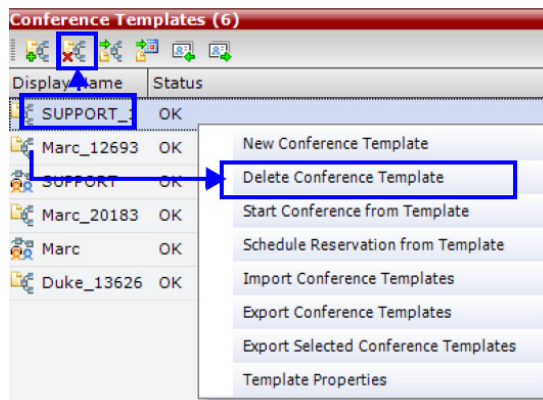 Conference Templates (6)
Display Name Status
SUPPORT_1 OK
Marc_12693 OK
SUPPORT OK
Marc_20183 OK
Marc OK
Duke_13626 OK
New Conference Template
Delete Conference Template
Start Conference from Template
Schedule Reservation from Template
Import Conference Templates
Export Conference Templates
Export Selected Conference Templates
Template Properties